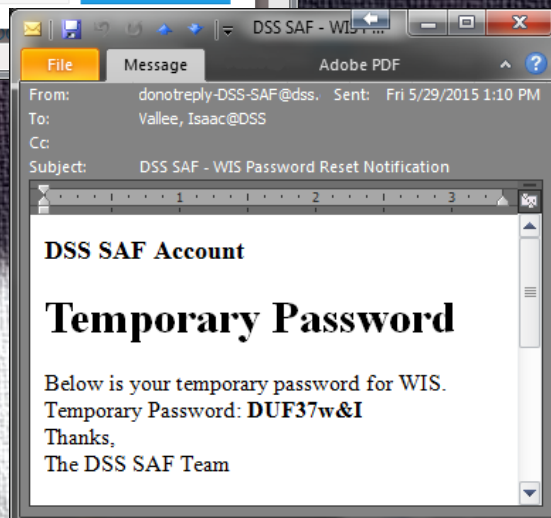 DSS SAF - WIS
File Message Adobe PDF
From: donotreply-DSS-SAF@dss. Sent: Fri 5/29/2015 1:10 PM
To: Vallee, Isaac@DSS
Cc:
Subject: DSS SAF - WIS Password Reset Notification
1 2 3
DSS SAF Account
Temporary Password
Below is your temporary password for WIS.
Temporary Password: DUF37w&I
Thanks,
The DSS SAF Team